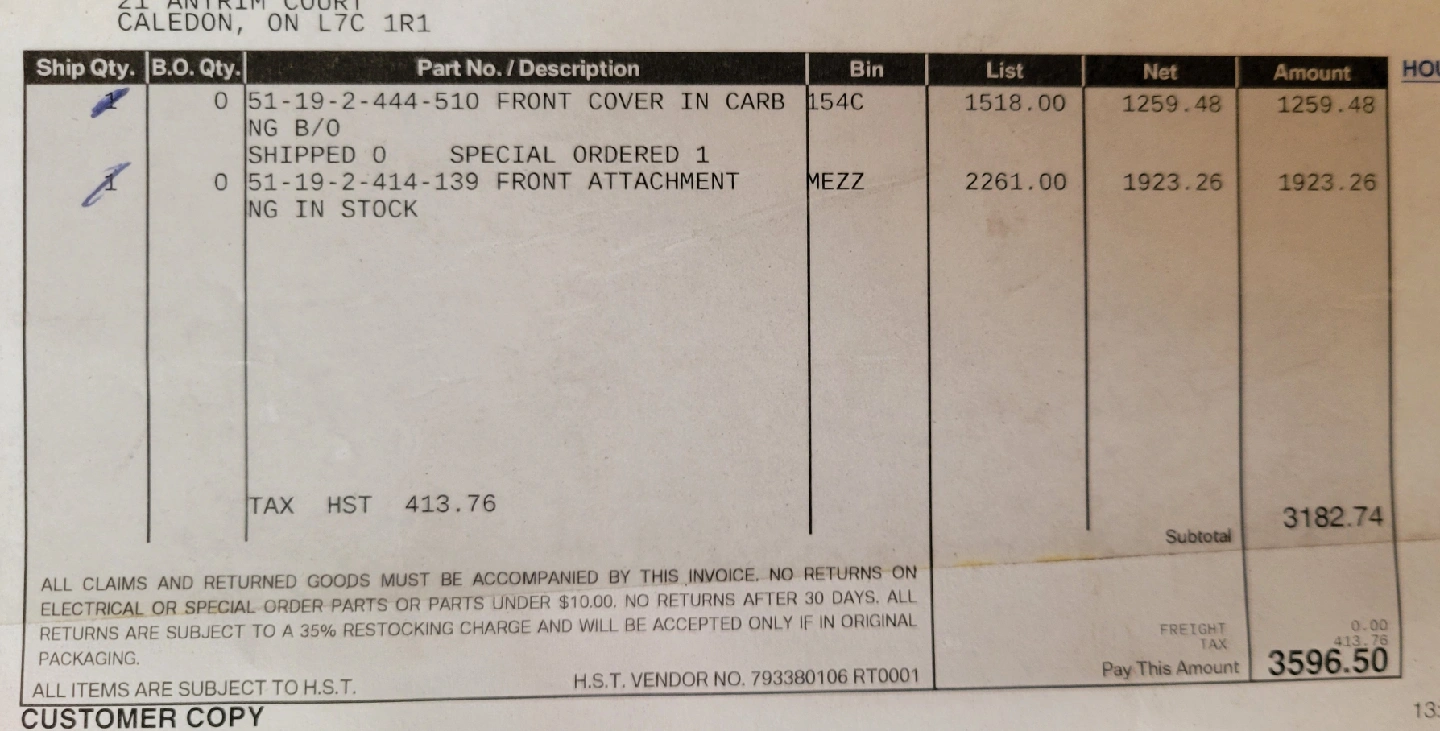 21 ANTRIM COURT
CALEDON, ON L7C 1R1
Ship Qty. B.O. Qty. Part No. / Description Bin List Net Amount
1 0 51-19-2-444-510 FRONT COVER IN CARB 154C 1518.00 1259.48 1259.48
NG B/O
SHIPPED 0 SPECIAL ORDERED 1
1 0 51-19-2-414-139 FRONT ATTACHMENT MEZZ 2261.00 1923.26 1923.26
NG IN STOCK
TAX HST 413.76
Subtotal 3182.74
ALL CLAIMS AND RETURNED GOODS MUST BE ACCOMPANIED BY THIS INVOICE. NO RETURNS ON
ELECTRICAL OR SPECIAL ORDER PARTS OR PARTS UNDER $10.00. NO RETURNS AFTER 30 DAYS. ALL
RETURNS ARE SUBJECT TO A 35% RESTOCKING CHARGE AND WILL BE ACCEPTED ONLY IF IN ORIGINAL
PACKAGING.
FREIGHT 0.00
TAX 413.76
Pay This Amount 3596.50
ALL ITEMS ARE SUBJECT TO H.S.T. H.S.T. VENDOR NO. 793380106 RT0001
CUSTOMER COPY